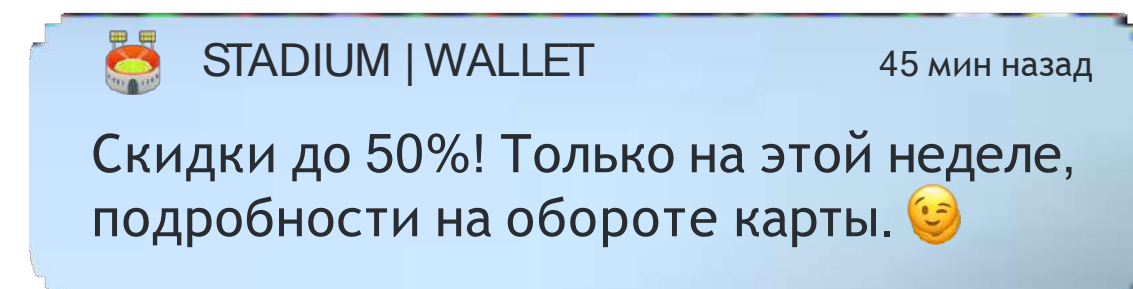 STADIUM | WALLET 45 мин назад
Скидки до 50%! Только на этой неделе,
подробности на обороте карты. 😉